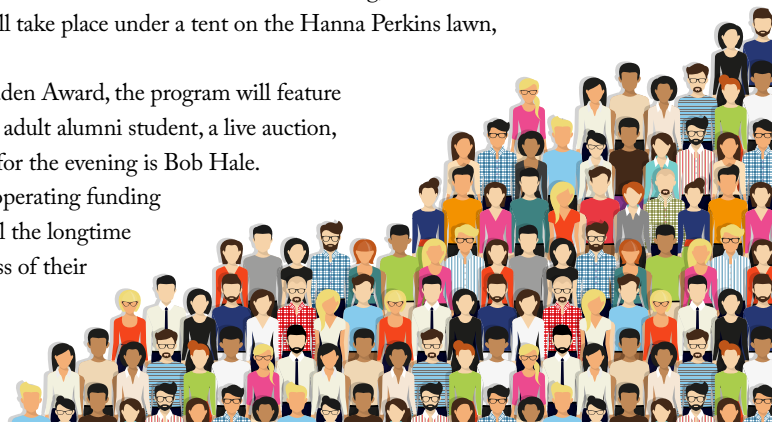 ll take place under a tent on the Hanna Perkins lawn,
den Award, the program will feature
adult alumni student, a live auction,
for the evening is Bob Hale.
operating funding
l the longtime
ss of their